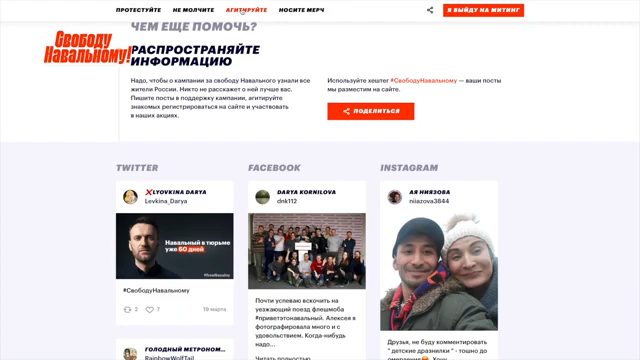 ПРОТЕСТУЙТЕ НЕ МОЛЧИТЕ АГИТИРУЙТЕ НОСИТЕ МЕРЧ
Я ВЫЙДУ НА МИТИНГ
ЧЕМ ЕЩЕ ПОМОЧЬ?
Свободу
Навальному!
РАСПРОСТРАНЯЙТЕ
ИНФОРМАЦИЮ
Надо, чтобы о кампании за свободу Навального узнали все
жители России. Никто не расскажет о ней лучше вас.
Пишите посты в поддержку кампании, агитируйте
знакомых регистрироваться на сайте и участвовать
в наших акциях.
Используйте хештег #СвободуНавальному — ваши посты
мы разместим на сайте.
ПОДЕЛИТЬСЯ
TWITTER
LYOVKINA DARYA
Levkina_Darya
Навальный в тюрьме
уже 60 дней
#СвободуНавальному
2 7 19 марта
ГОЛОДНЫЙ МЕТРОНОМ...
RainbowWolfTail
FACEBOOK
DARYA KORNILOVA
dnk112
Почти успеваю вскочить на
уезжающий поезд флешмоба
#приветэтонавальный. Алексея я
фотографировала много и с
удовольствием. Когда-нибудь
надо...
Читать полностью
INSTAGRAM
АЯ НИЯЗОВА
niiazova3844
Друзья, не буду комментировать
" детские дразнилки " - тошно до